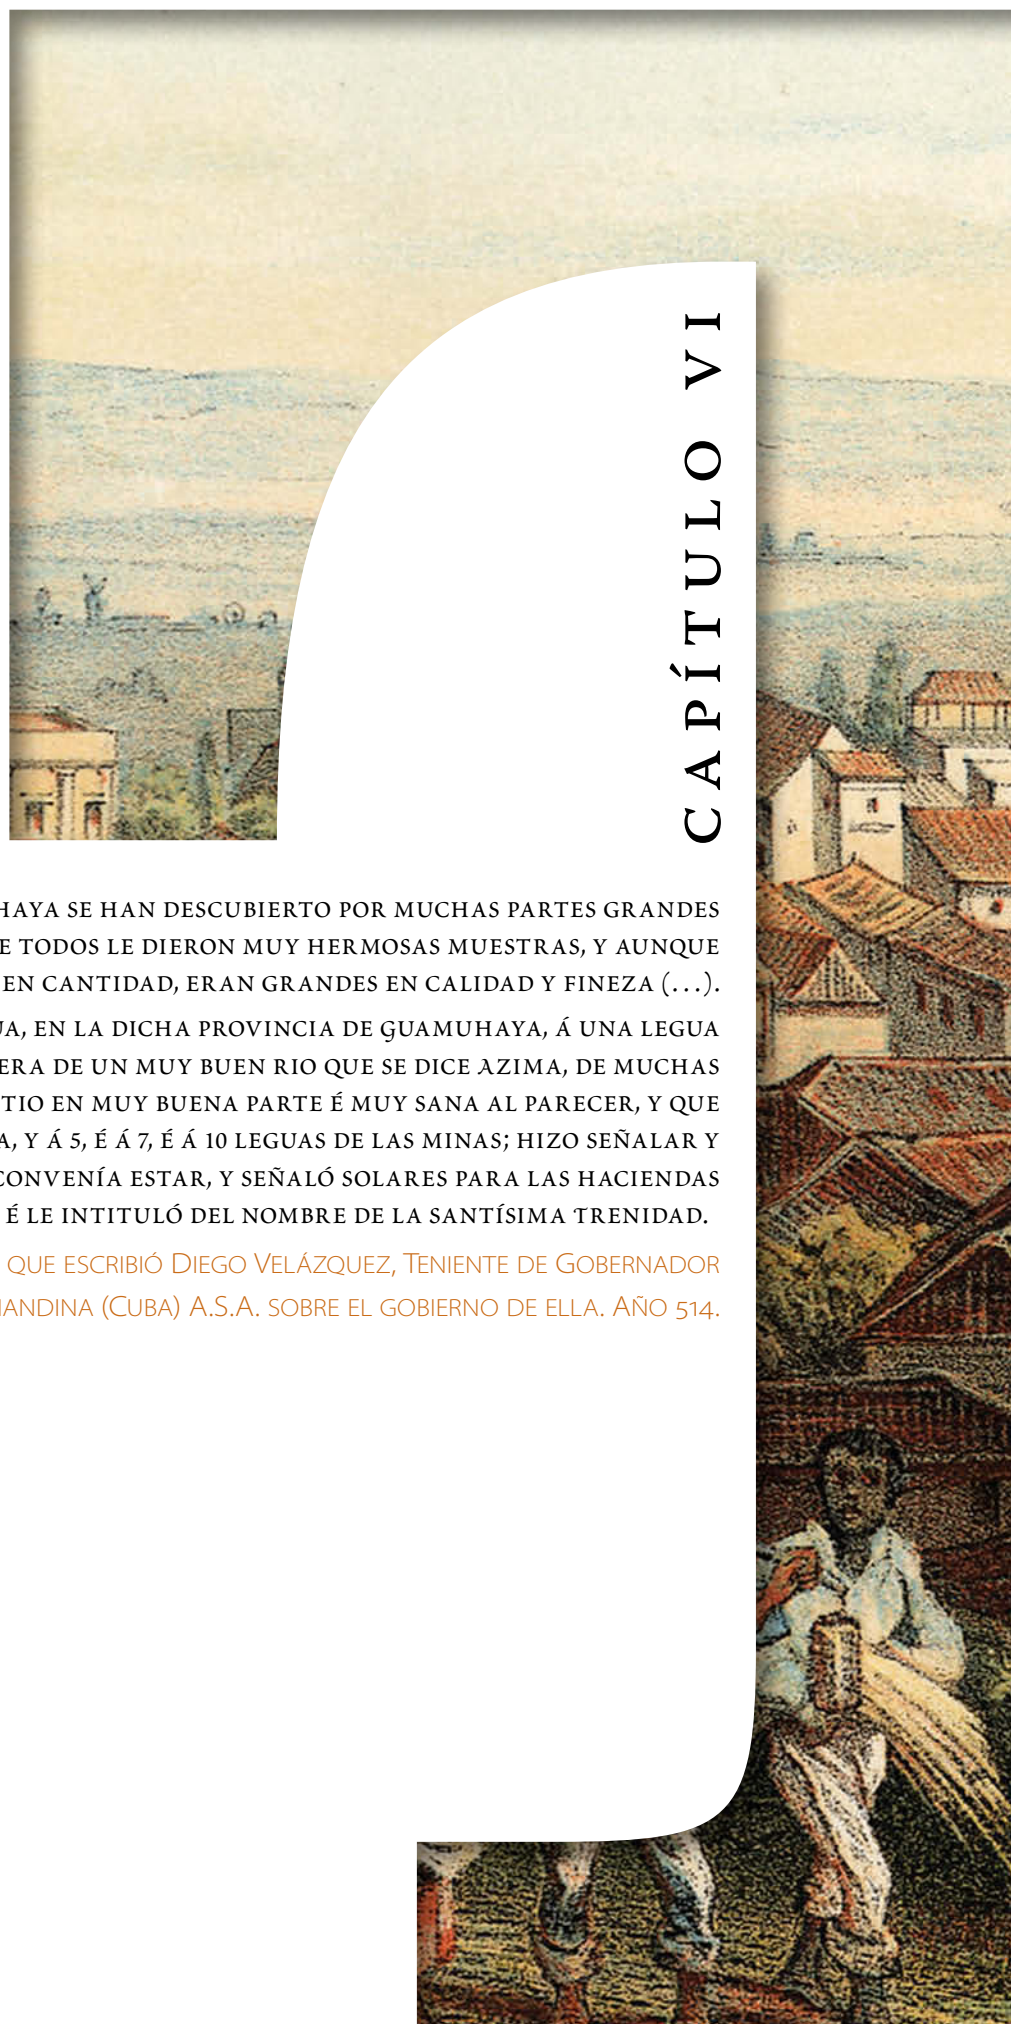 CAPÍTULO VI
HAYA SE HAN DESCUBIERTO POR MUCHAS PARTES GRANDES
E TODOS LE DIERON MUY HERMOSAS MUESTRAS, Y AUNQUE
EN CANTIDAD, ERAN GRANDES EN CALIDAD Y FINEZA (...).
UA, EN LA DICHA PROVINCIA DE GUAMUHAYA, Á UNA LEGUA
ERA DE UN MUY BUEN RIO QUE SE DICE AZIMA, DE MUCHAS
TIO EN MUY BUENA PARTE É MUY SANA AL PARECER, Y QUE
A, Y Á 5, É Á 7, É Á 10 LEGUAS DE LAS MINAS; HIZO SEÑALAR Y
CONVENÍA ESTAR, Y SEÑALÓ SOLARES PARA LAS HACIENDAS
É LE INTITULÓ DEL NOMBRE DE LA SANTÍSIMA TRENIDAD.
QUE ESCRIBIÓ DIEGO VELÁZQUEZ, TENIENTE DE GOBERNADOR
NANDINA (CUBA) A.S.A. SOBRE EL GOBIERNO DE ELLA. AÑO 514.